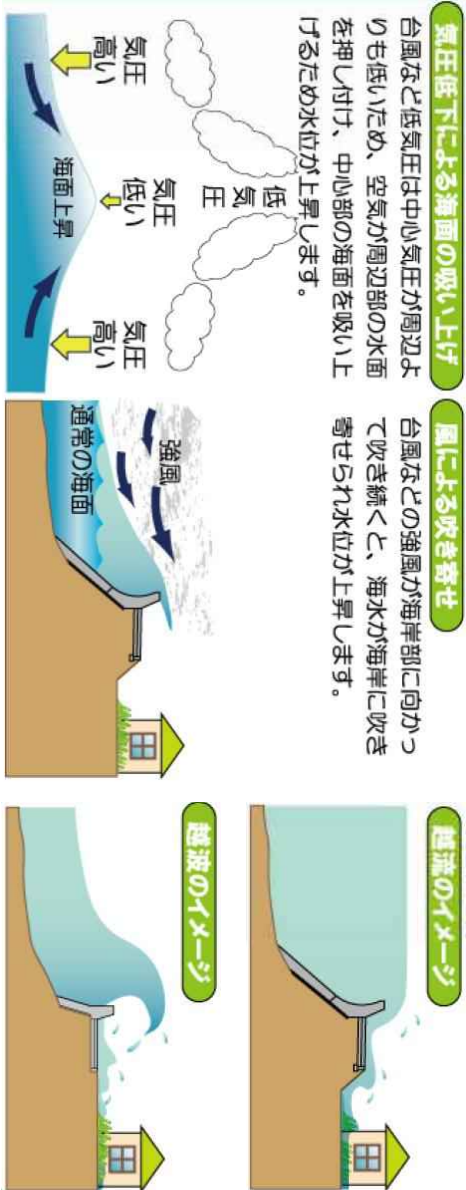 気圧低下による海面の吸い上げ
台風など低気圧は中心気圧が周辺よ
りも低いため、空気が周辺部の水面
を押し付け、中心部の海面を吸い上
げるため水位が上昇します。
低
気
圧
気圧
高い
気圧
低い
気圧
高い
海面上昇
風による吹き寄せ
台風などの強風が海岸部に向かっ
て吹き続くと、海水が海岸に吹き
寄せられ水位が上昇します。
強風
通常の海面
越流のイメージ
越波のイメージ